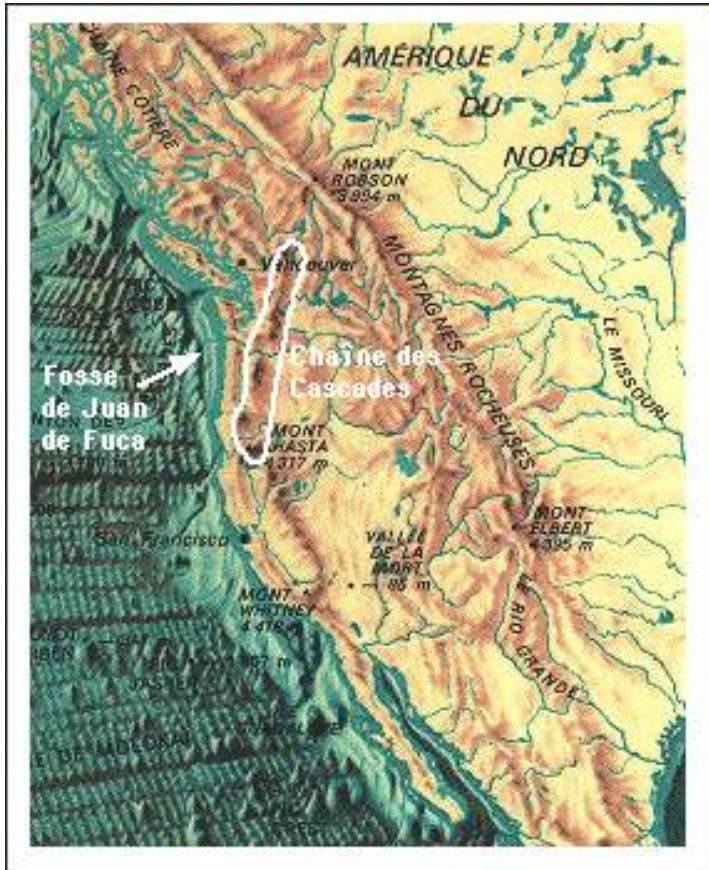 CHAÎNE CÔTIÈRE
AMÉRIQUE
DU
NORD
MONT
ROBSON
3 954 m
Vancouver
MONTAGNES ROCHEUSES
LE MISSOURI
Fosse
de Juan
de Fuca
Chaîne des
Cascades
MONT
4 317 m
San Francisco
MONT
ELBERT
4 395 m
VALLÉE
DE LA
MORT
— 86 m
MONT
WHITNEY
4 418 m
LE RIO GRANDE